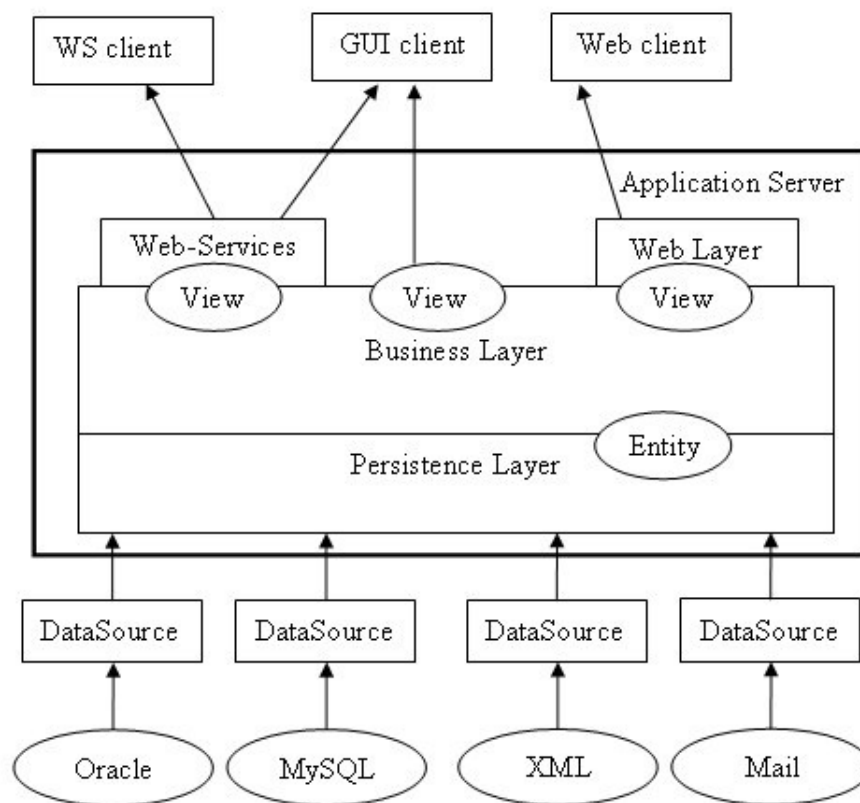 WS client
GUI client
Web client
Application Server
Web-Services
Web Layer
View
View
View
Business Layer
Entity
Persistence Layer
DataSource
DataSource
DataSource
DataSource
Oracle
MySQL
XML
Mail